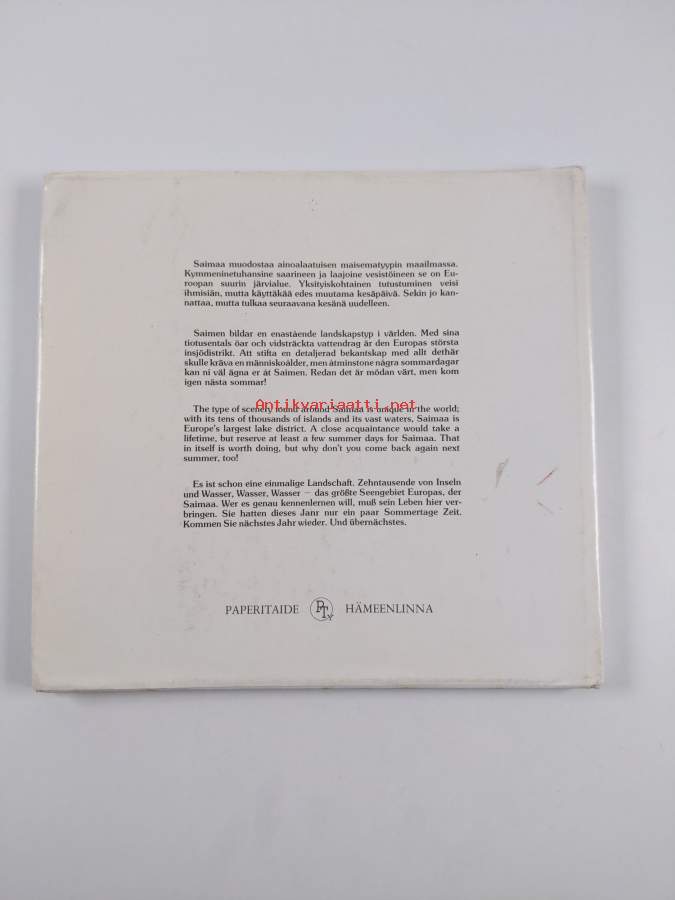 Saimaa muodostaa ainoalaatuisen maisematyypin maailmassa.
Kymmeninetuhansine saarineen ja laajoine vesistöineen se on Eu-
roopan suurin järvialue. Yksityiskohtainen tutustuminen veisi
ihmisiän, mutta käyttäkää edes muutama kesäpäivä. Sekin jo kan-
nattaa, mutta tulkaa seuraavana kesänä uudelleen.
Saimen bildar en enastående landskapstyp i världen. Med sina
tiotusentals öar och vidsträckta vattendrag är den Europas största
insjödistrikt. Att stifta en detaljerad bekantskap med allt dethär
skulle kräva en människoålder, men åtminstone några sommardagar
kan ni väl ägna er åt Saimen. Redan det är mödan värt, men kom
igen nästa sommar!
Antikvariaatti.net
The type of scenery found around Saimaa is unique in the world;
with its tens of thousands of islands and its vast waters, Saimaa is
Europe's largest lake district. A close acquaintance would take a
lifetime, but reserve at least a few summer days for Saimaa. That
in itself is worth doing, but why don't you come back again next
summer, too!
Es ist schon eine einmalige Landschaft. Zehntausende von Inseln
und Wasser, Wasser, Wasser — das größte Seengebiet Europas, der
Saimaa. Wer es genau kennenlernen will, muß sein Leben hier ver-
bringen. Sie hatten dieses Janr nur ein paar Sommertage Zeit.
Kommen Sie nächstes Jahr wieder. Und übernächstes.
PAPERITAIDE PTy HÄMEENLINNA